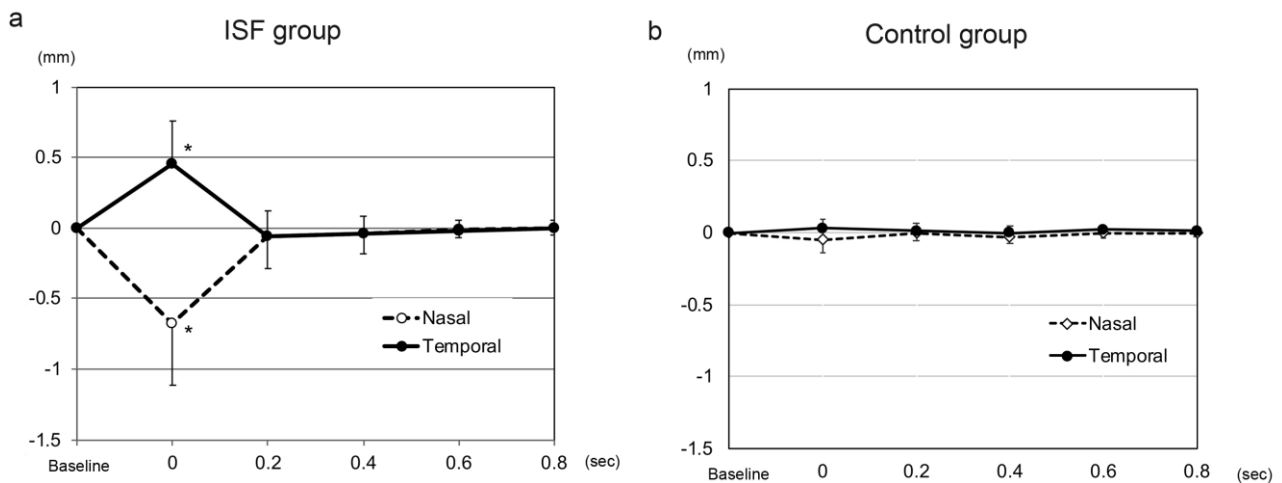 a
ISF group
(mm)
1
0.5
0
-0.5
-1
-1.5
*
*
Nasal
Temporal
Baseline 0 0.2 0.4 0.6 0.8 (sec)
b
Control group
(mm)
1
0.5
0
-0.5
-1
-1.5
Nasal
Temporal
Baseline 0 0.2 0.4 0.6 0.8 (sec)